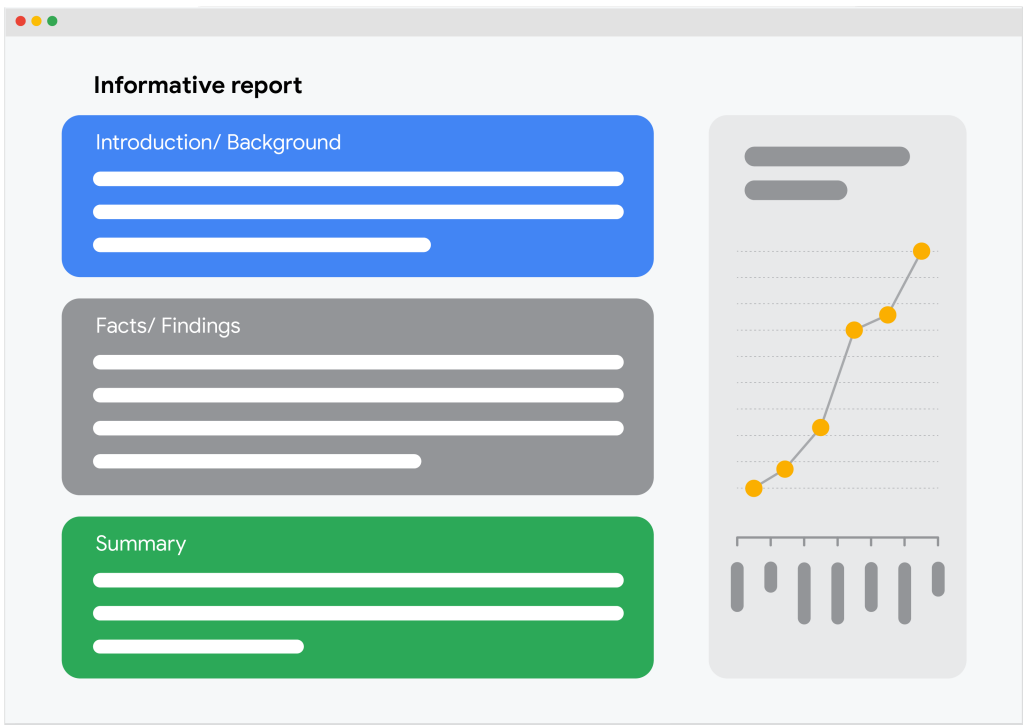 Informative report
Introduction/ Background
Facts/ Findings
Summary